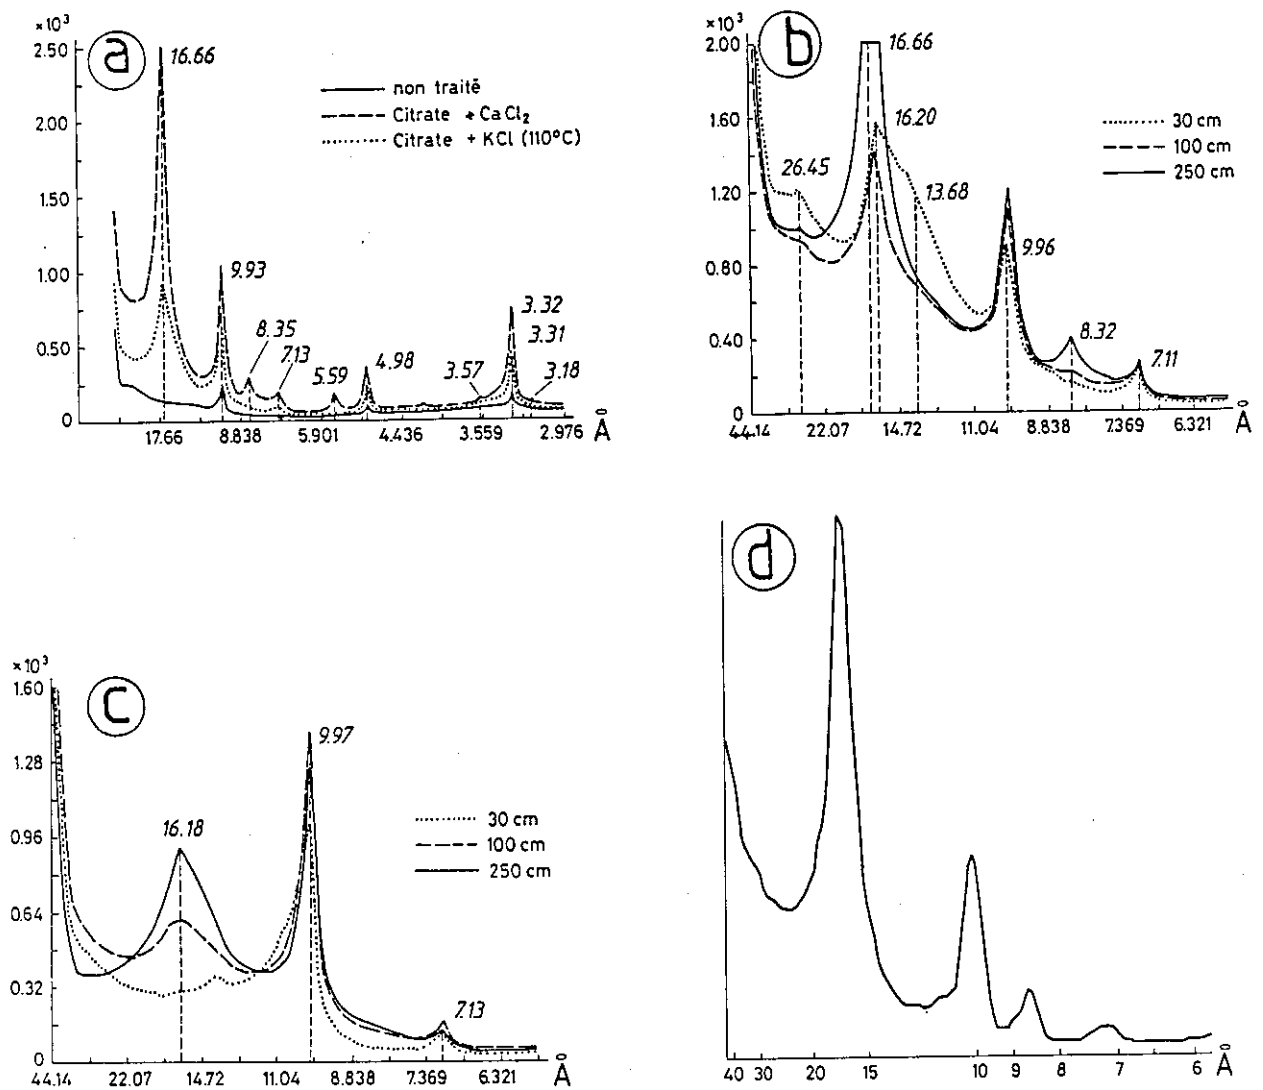 ×10³
a
2.50
2.00
1.50
1.00
0.50
0
16.66
9.93
8.35
7.13
5.59
4.98
3.57
3.32
3.31
3.18
non traité
Citrate + CaCl₂
Citrate + KCl (110°C)
17.66 8.838 5.901 4.436 3.559 2.976 Å
×10³
b
2.00
1.60
1.20
0.80
0.40
0
26.45
16.66
16.20
13.68
9.96
8.32
7.11
30 cm
100 cm
250 cm
44.14 22.07 14.72 11.04 8.838 7.369 6.321 Å
×10³
c
1.60
1.28
0.96
0.64
0.32
0
16.18
9.97
7.13
30 cm
100 cm
250 cm
44.14 22.07 14.72 11.04 8.838 7.369 6.321 Å
d
40 30 20 15 10 9 8 7 6 Å